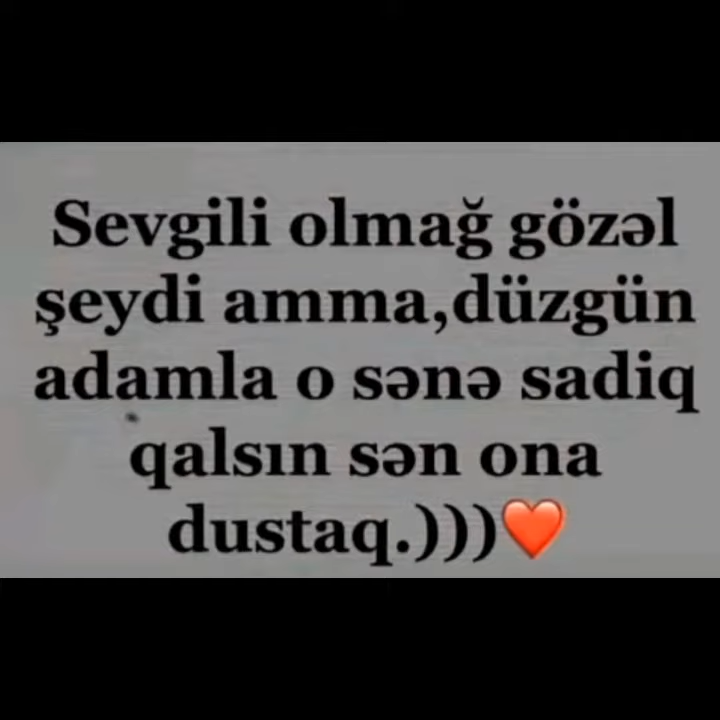 Sevgili olmağ gözəl
şeydi amma,düzgün
adamla o sənə sadiq
qalsın sən ona
dustaq.)))❤️